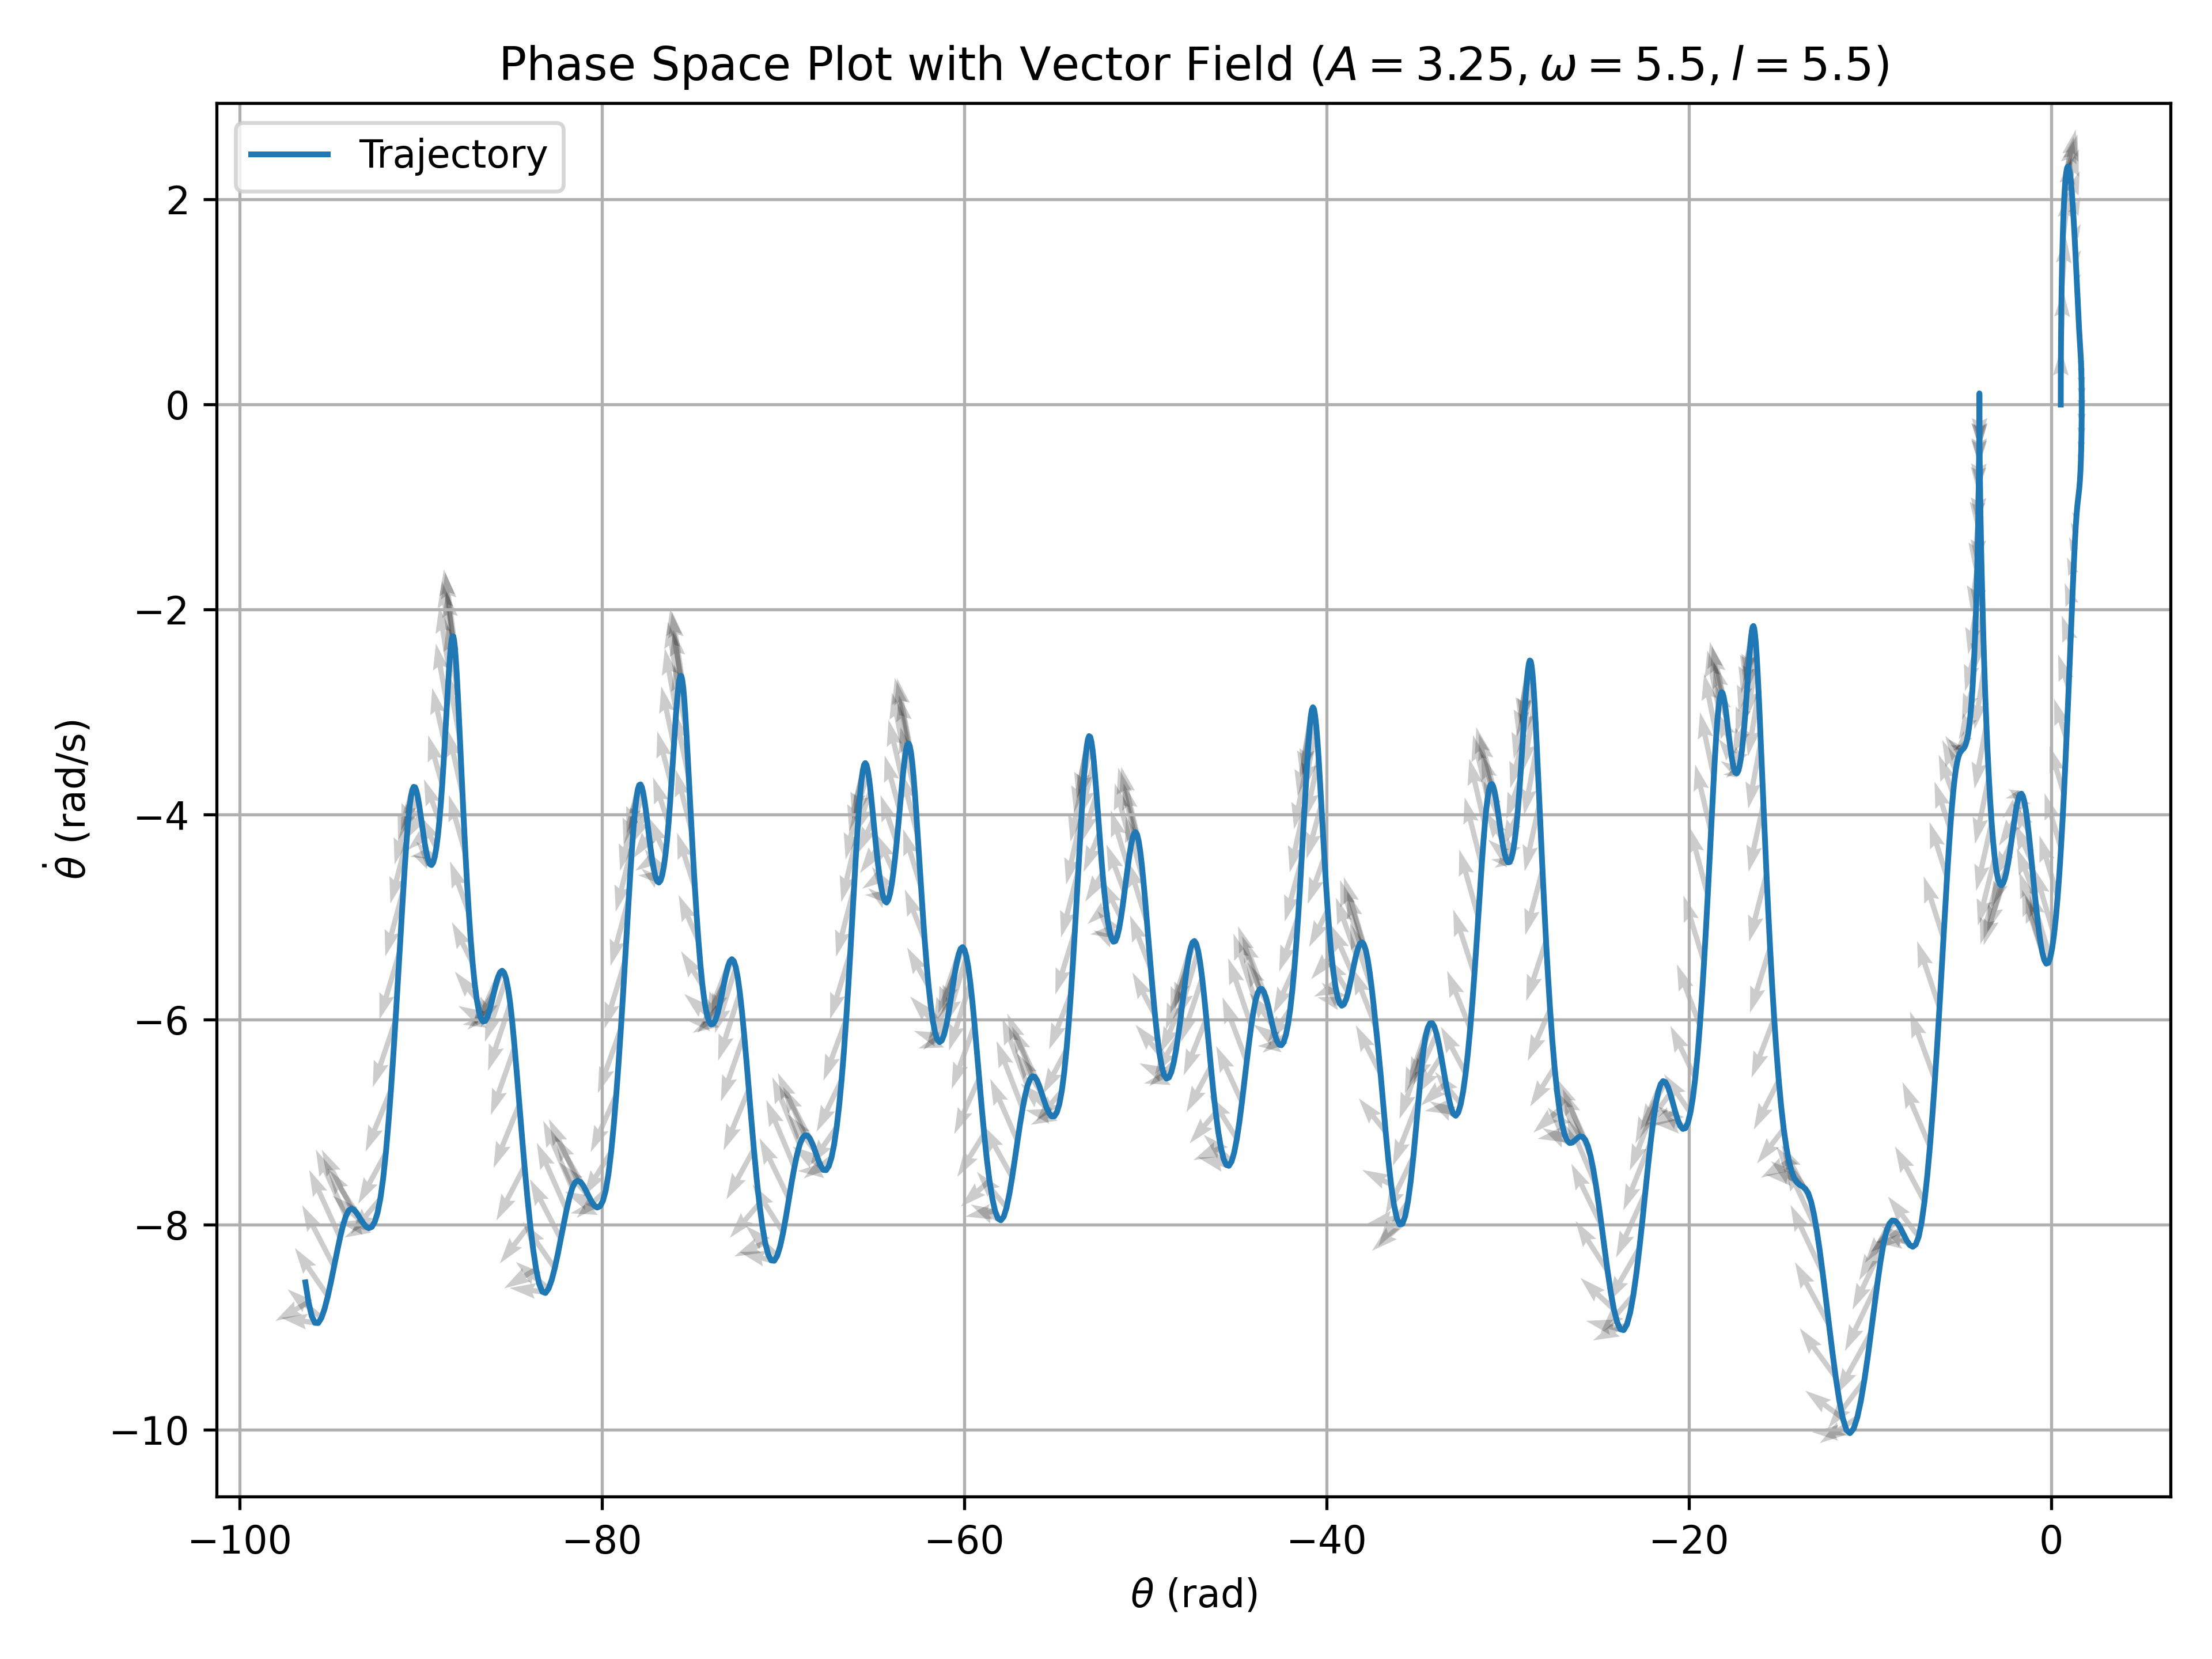 Phase Space Plot with Vector Field (A = 3.25, ω = 5.5, l = 5.5)
Trajectory
2
0
−2
−4
−6
−8
−10
θ̇ (rad/s)
−100 −80 −60 −40 −20 0
θ (rad)